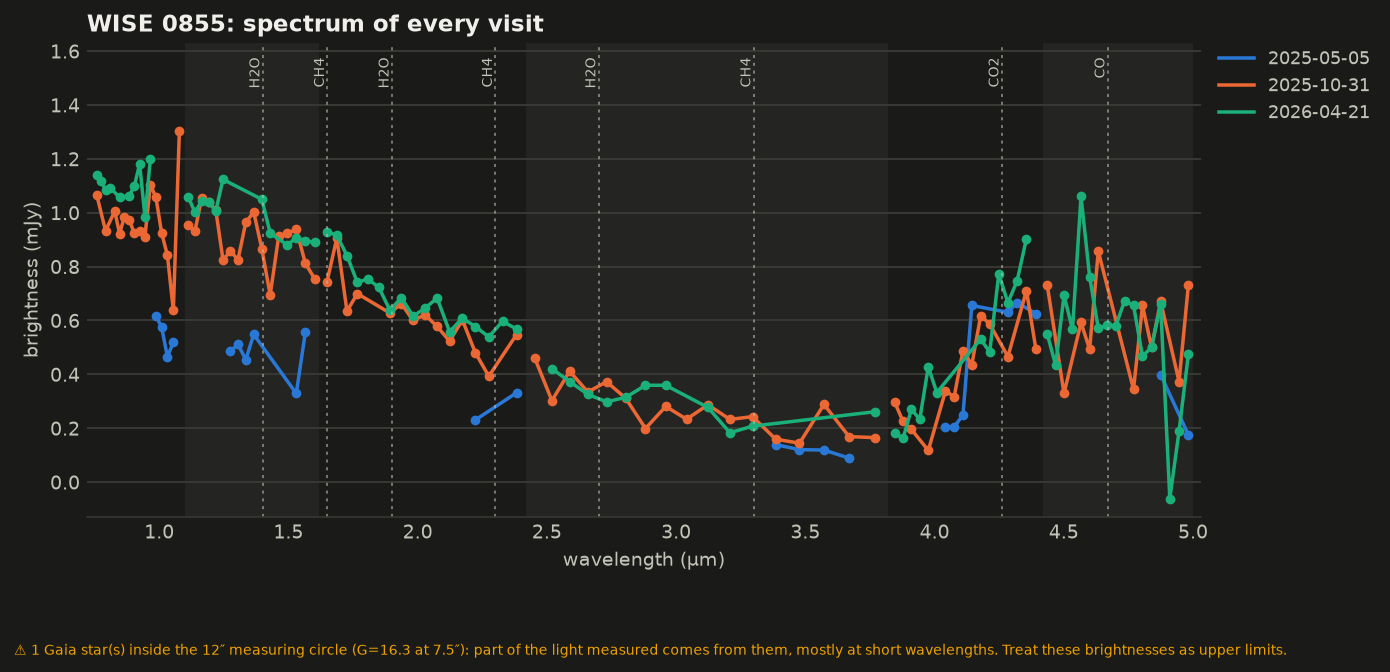 WISE 0855: spectrum of every visit
1.6
1.4
1.2
1.0
0.8
0.6
0.4
0.2
0.0
brightness (mJy)
H2O
CH4
H2O
CH4
H2O
CH4
CO2
CO
2025-05-05
2025-10-31
2026-04-21
1.0 1.5 2.0 2.5 3.0 3.5 4.0 4.5 5.0
wavelength (µm)
⚠ 1 Gaia star(s) inside the 12″ measuring circle (G=16.3 at 7.5″): part of the light measured comes from them, mostly at short wavelengths. Treat these brightnesses as upper limits.